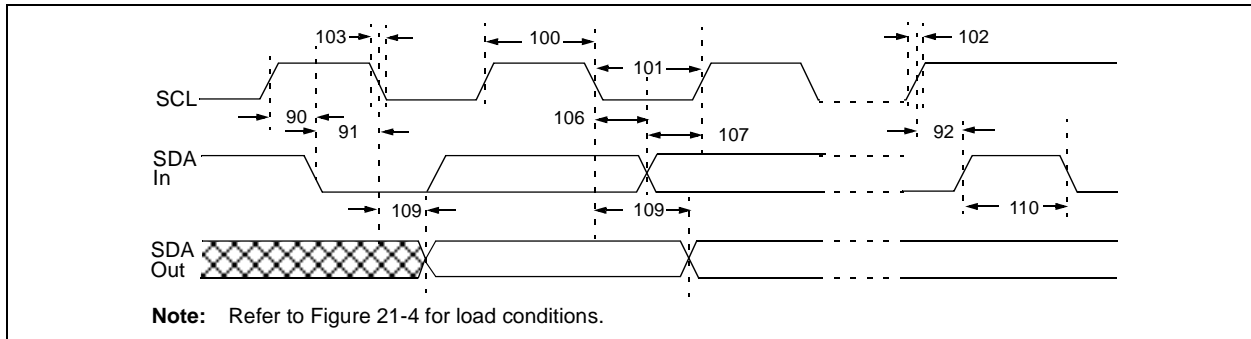 103
100
102
101
SCL
90
91
106
107
92
SDA
In
109
109
110
SDA
Out
Note: Refer to Figure 21-4 for load conditions.